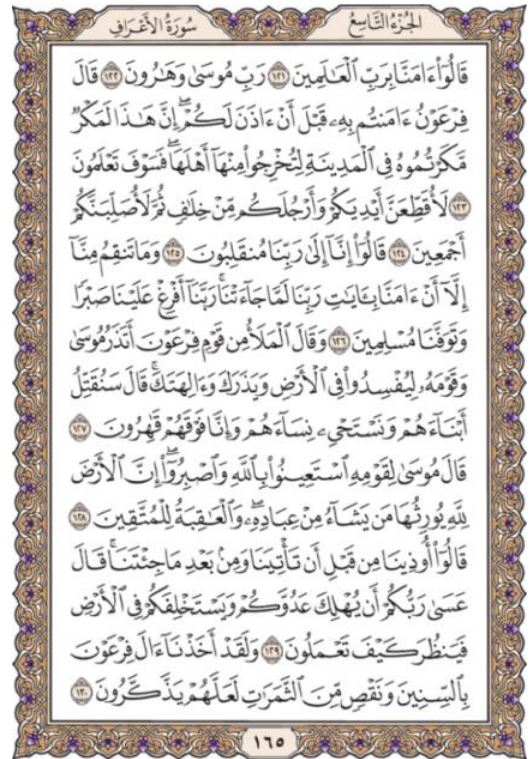 سُورَةُ الأَعۡرَافِ
الجُزۡءُ التَّاسِعُ
قَالُوٓاْ ءَامَنَّا بِرَبِّ ٱلۡعَٰلَمِينَ ١٢١ رَبِّ مُوسَىٰ وَهَٰرُونَ ١٢٢ قَالَ
فِرۡعَوۡنُ ءَامَنتُم بِهِۦ قَبۡلَ أَنۡ ءَاذَنَ لَكُمۡۖ إِنَّ هَٰذَا لَمَكۡرٞ
مَّكَرۡتُمُوهُ فِي ٱلۡمَدِينَةِ لِتُخۡرِجُواْ مِنۡهَآ أَهۡلَهَاۖ فَسَوۡفَ تَعۡلَمُونَ
١٢٣ لَأُقَطِّعَنَّ أَيۡدِيَكُمۡ وَأَرۡجُلَكُم مِّنۡ خِلَٰفٖ ثُمَّ لَأُصَلِّبَنَّكُمۡ
أَجۡمَعِينَ ١٢٤ قَالُوٓاْ إِنَّآ إِلَىٰ رَبِّنَا مُنقَلِبُونَ ١٢٥ وَمَا تَنقِمُ مِنَّآ
إِلَّآ أَنۡ ءَامَنَّا بِـَٔايَٰتِ رَبِّنَا لَمَّا جَآءَتۡنَاۚ رَبَّنَآ أَفۡرِغۡ عَلَيۡنَا صَبۡرٗا
وَتَوَفَّنَا مُسۡلِمِينَ ١٢٦ وَقَالَ ٱلۡمَلَأُ مِن قَوۡمِ فِرۡعَوۡنَ أَتَذَرُ مُوسَىٰ
وَقَوۡمَهُۥ لِيُفۡسِدُواْ فِي ٱلۡأَرۡضِ وَيَذَرَكَ وَءَالِهَتَكَۚ قَالَ سَنُقَتِّلُ
أَبۡنَآءَهُمۡ وَنَسۡتَحۡيِۦ نِسَآءَهُمۡ وَإِنَّا فَوۡقَهُمۡ قَٰهِرُونَ ١٢٧
قَالَ مُوسَىٰ لِقَوۡمِهِ ٱسۡتَعِينُواْ بِٱللَّهِ وَٱصۡبِرُوٓاْۖ إِنَّ ٱلۡأَرۡضَ
لِلَّهِ يُورِثُهَا مَن يَشَآءُ مِنۡ عِبَادِهِۦۖ وَٱلۡعَٰقِبَةُ لِلۡمُتَّقِينَ ١٢٨
قَالُوٓاْ أُوذِينَا مِن قَبۡلِ أَن تَأۡتِيَنَا وَمِنۢ بَعۡدِ مَا جِئۡتَنَاۚ قَالَ
عَسَىٰ رَبُّكُمۡ أَن يُهۡلِكَ عَدُوَّكُمۡ وَيَسۡتَخۡلِفَكُمۡ فِي ٱلۡأَرۡضِ
فَيَنظُرَ كَيۡفَ تَعۡمَلُونَ ١٢٩ وَلَقَدۡ أَخَذۡنَآ ءَالَ فِرۡعَوۡنَ
بِٱلسِّنِينَ وَنَقۡصٖ مِّنَ ٱلثَّمَرَٰتِ لَعَلَّهُمۡ يَذَّكَّرُونَ ١٣٠
١٦٥